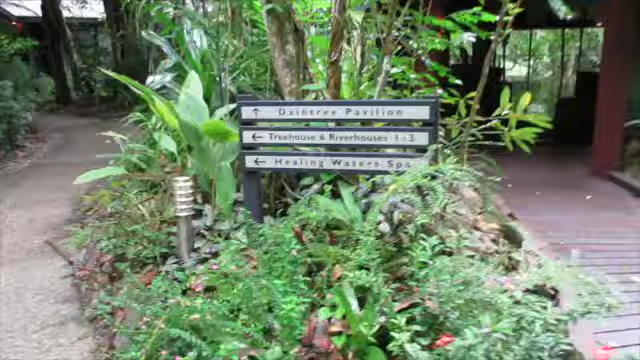 ↑ Daintree Pavilion
← Treehouse & Riverhouses 1-3
← Healing Waters Spa